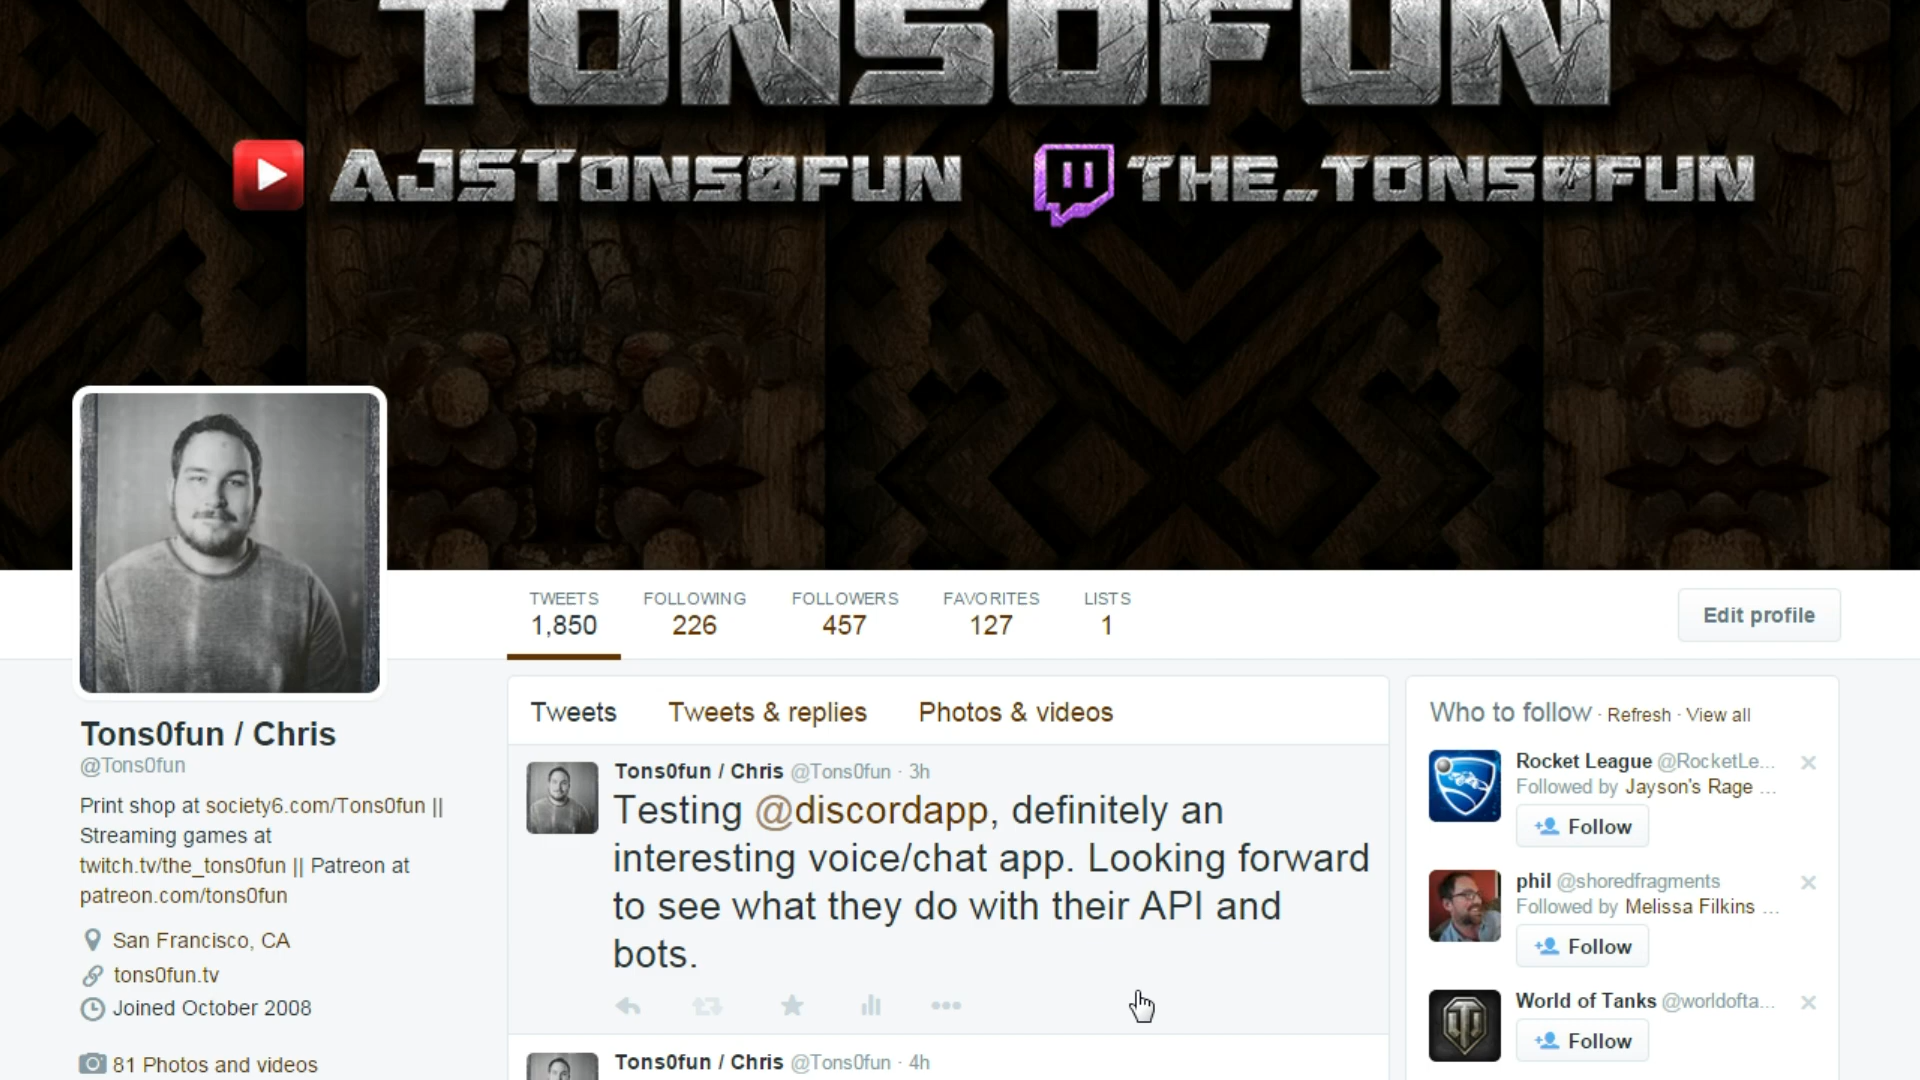 TONSOFUN
AJSTONS0FUN
THE_TONS0FUN
TWEETS
1,850
FOLLOWING
226
FOLLOWERS
457
FAVORITES
127
LISTS
1
Edit profile
Tons0fun / Chris
@Tons0fun
Print shop at society6.com/Tons0fun ||
Streaming games at
twitch.tv/the_tons0fun || Patreon at
patreon.com/tons0fun
San Francisco, CA
tons0fun.tv
Joined October 2008
81 Photos and videos
Tweets Tweets & replies Photos & videos
Tons0fun / Chris @Tons0fun · 3h
Testing @discordapp, definitely an
interesting voice/chat app. Looking forward
to see what they do with their API and
bots.
Tons0fun / Chris @Tons0fun · 4h
Who to follow · Refresh · View all
Rocket League @RocketLe...
Followed by Jayson's Rage ...
Follow
phil @shoredfragments
Followed by Melissa Filkins ...
Follow
World of Tanks @worldofta...
Follow